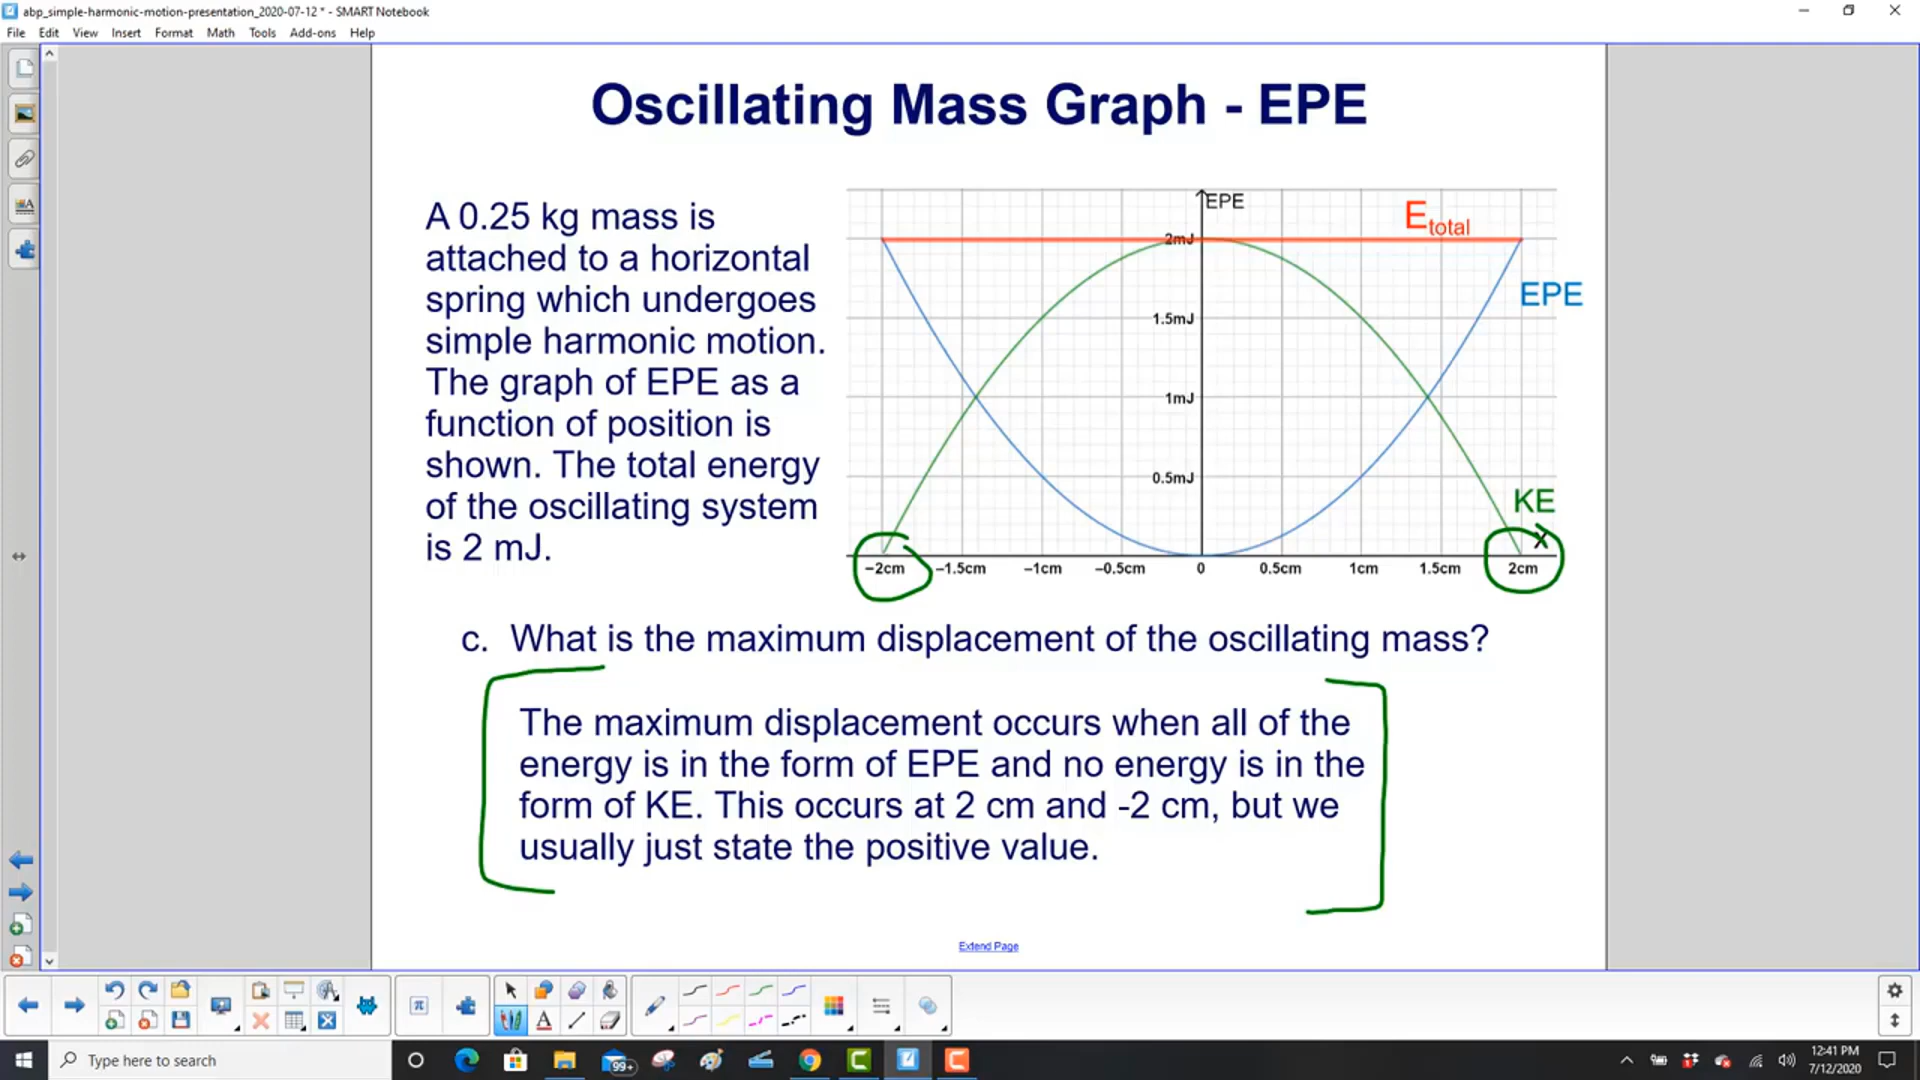 abp_simple-harmonic-motion-presentation_2020-07-12 * - SMART Notebook
File Edit View Insert Format Math Tools Add-ons Help
Oscillating Mass Graph - EPE
A 0.25 kg mass is
attached to a horizontal
spring which undergoes
simple harmonic motion.
The graph of EPE as a
function of position is
shown. The total energy
of the oscillating system
is 2 mJ.
EPE
E total
2mJ
EPE
1.5mJ
1mJ
0.5mJ
KE
x
−2cm −1.5cm −1cm −0.5cm 0 0.5cm 1cm 1.5cm 2cm
c. What is the maximum displacement of the oscillating mass?
The maximum displacement occurs when all of the
energy is in the form of EPE and no energy is in the
form of KE. This occurs at 2 cm and -2 cm, but we
usually just state the positive value.
Extend Page
Type here to search
99+
12:41 PM
7/12/2020